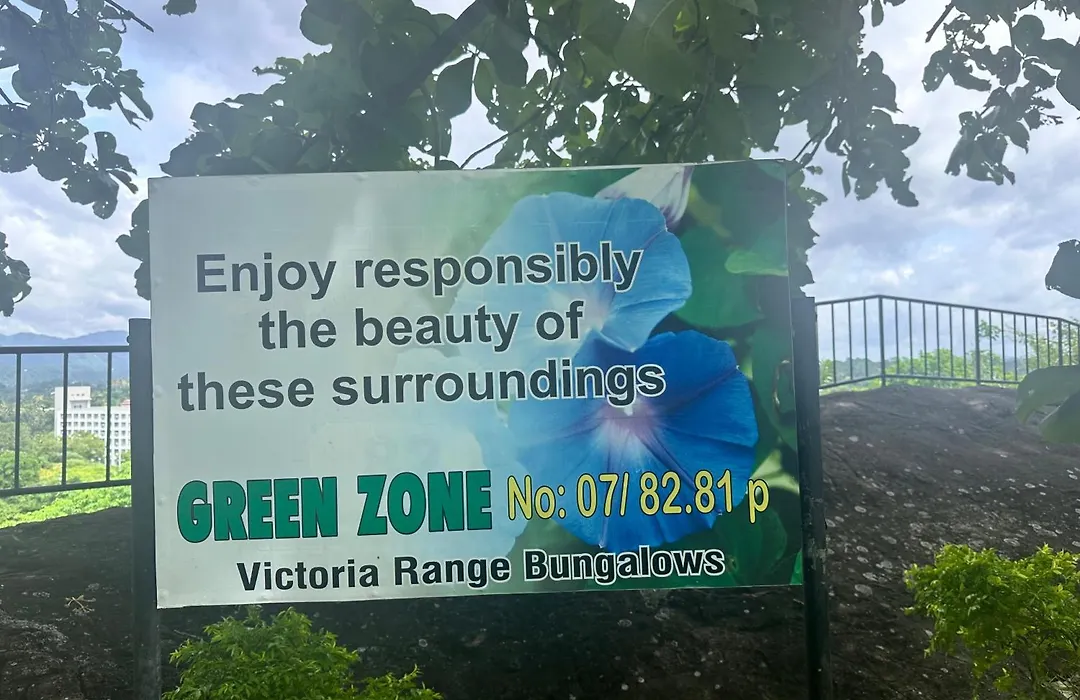 Enjoy responsibly
the beauty of
these surroundings
GREEN ZONE No: 07/ 82.81 p
Victoria Range Bungalows